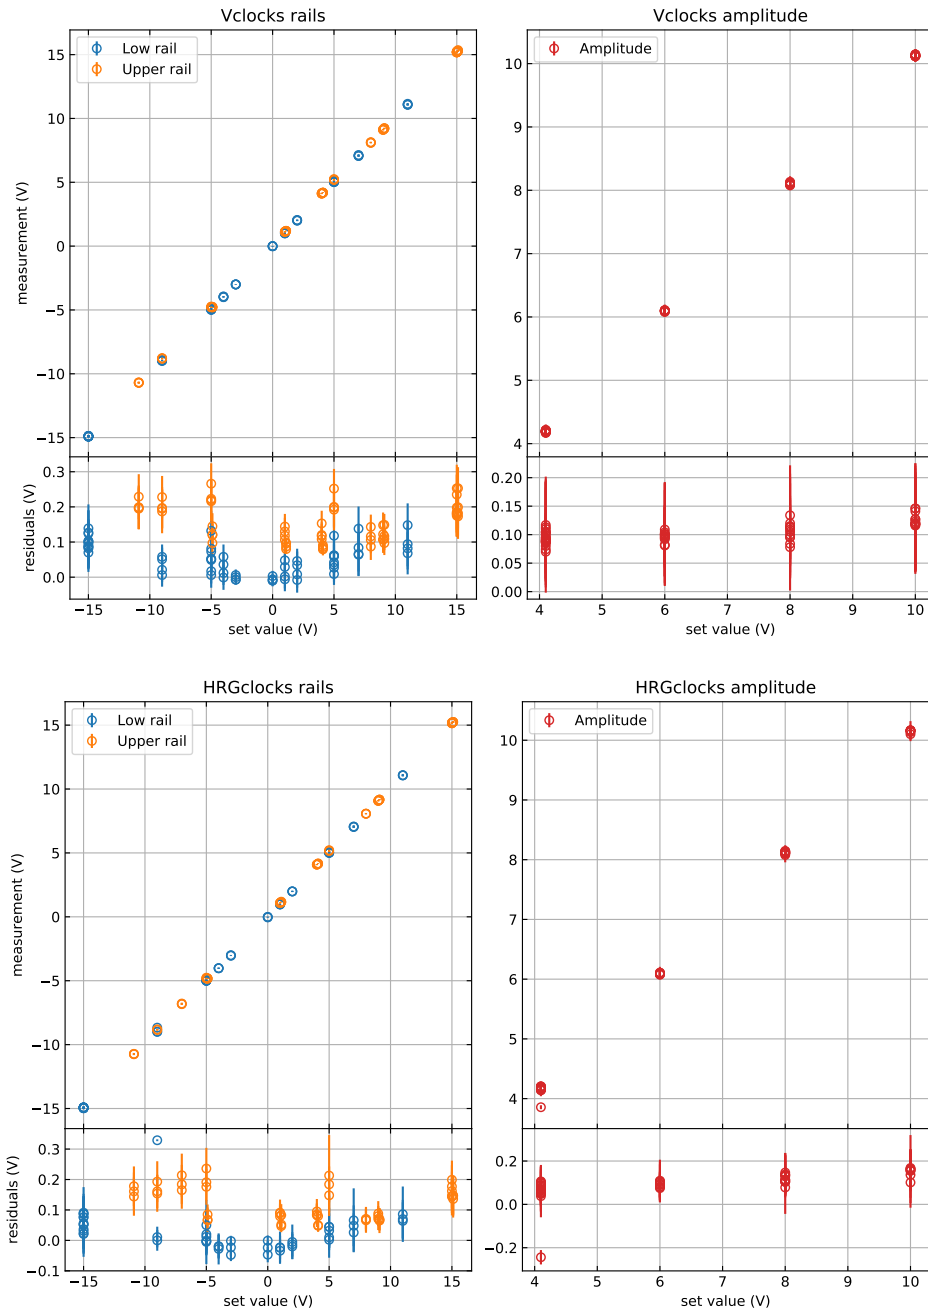 Vclocks rails
Vclocks amplitude
Low rail
Upper rail
Amplitude
measurement (V)
15
10
5
0
−5
−10
−15
10
9
8
7
6
5
4
residuals (V)
0.3
0.2
0.1
0.0
0.20
0.15
0.10
0.05
0.00
−15 −10 −5 0 5 10 15
4 5 6 7 8 9 10
set value (V)
set value (V)
HRGclocks rails
HRGclocks amplitude
Low rail
Upper rail
Amplitude
measurement (V)
15
10
5
0
−5
−10
−15
10
9
8
7
6
5
4
residuals (V)
0.3
0.2
0.1
0.0
−0.1
0.2
0.0
−0.2
−15 −10 −5 0 5 10 15
4 5 6 7 8 9 10
set value (V)
set value (V)